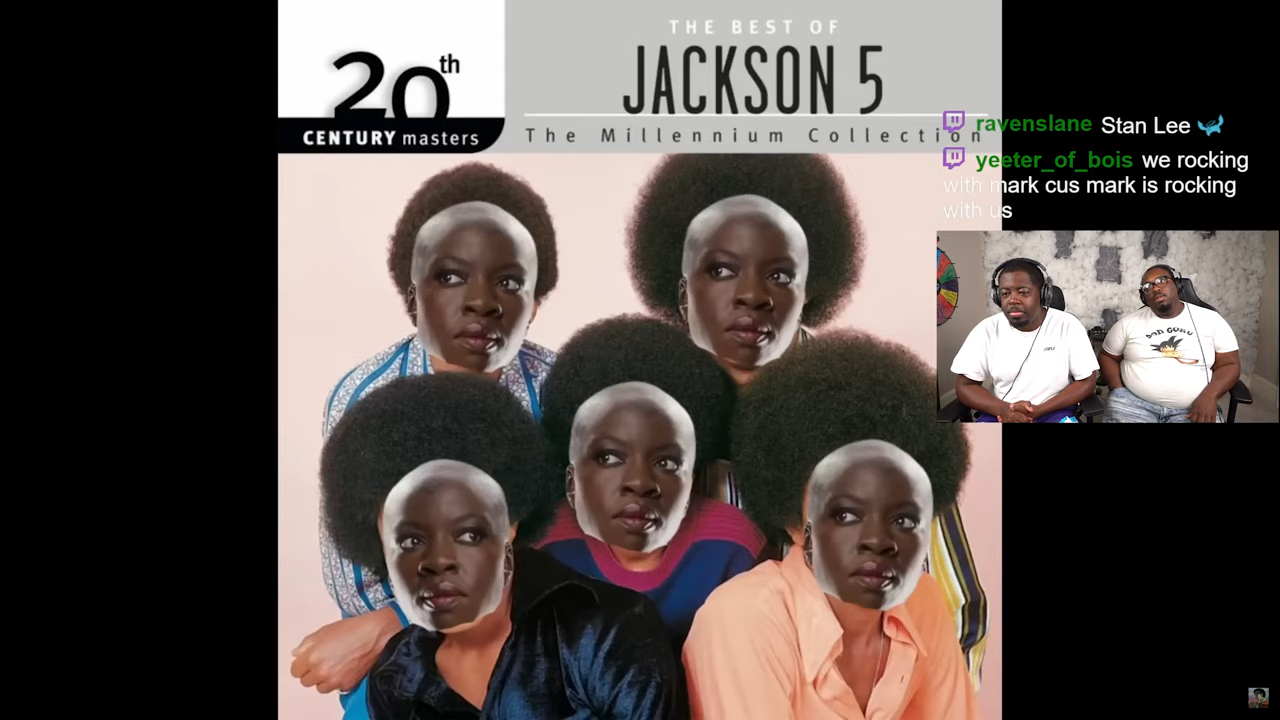 THE BEST OF
JACKSON 5
20th
CENTURY masters
The Millennium Collection
ravenslane Stan Lee
yeeter_of_bois we rocking
with mark cus mark is rocking
with us